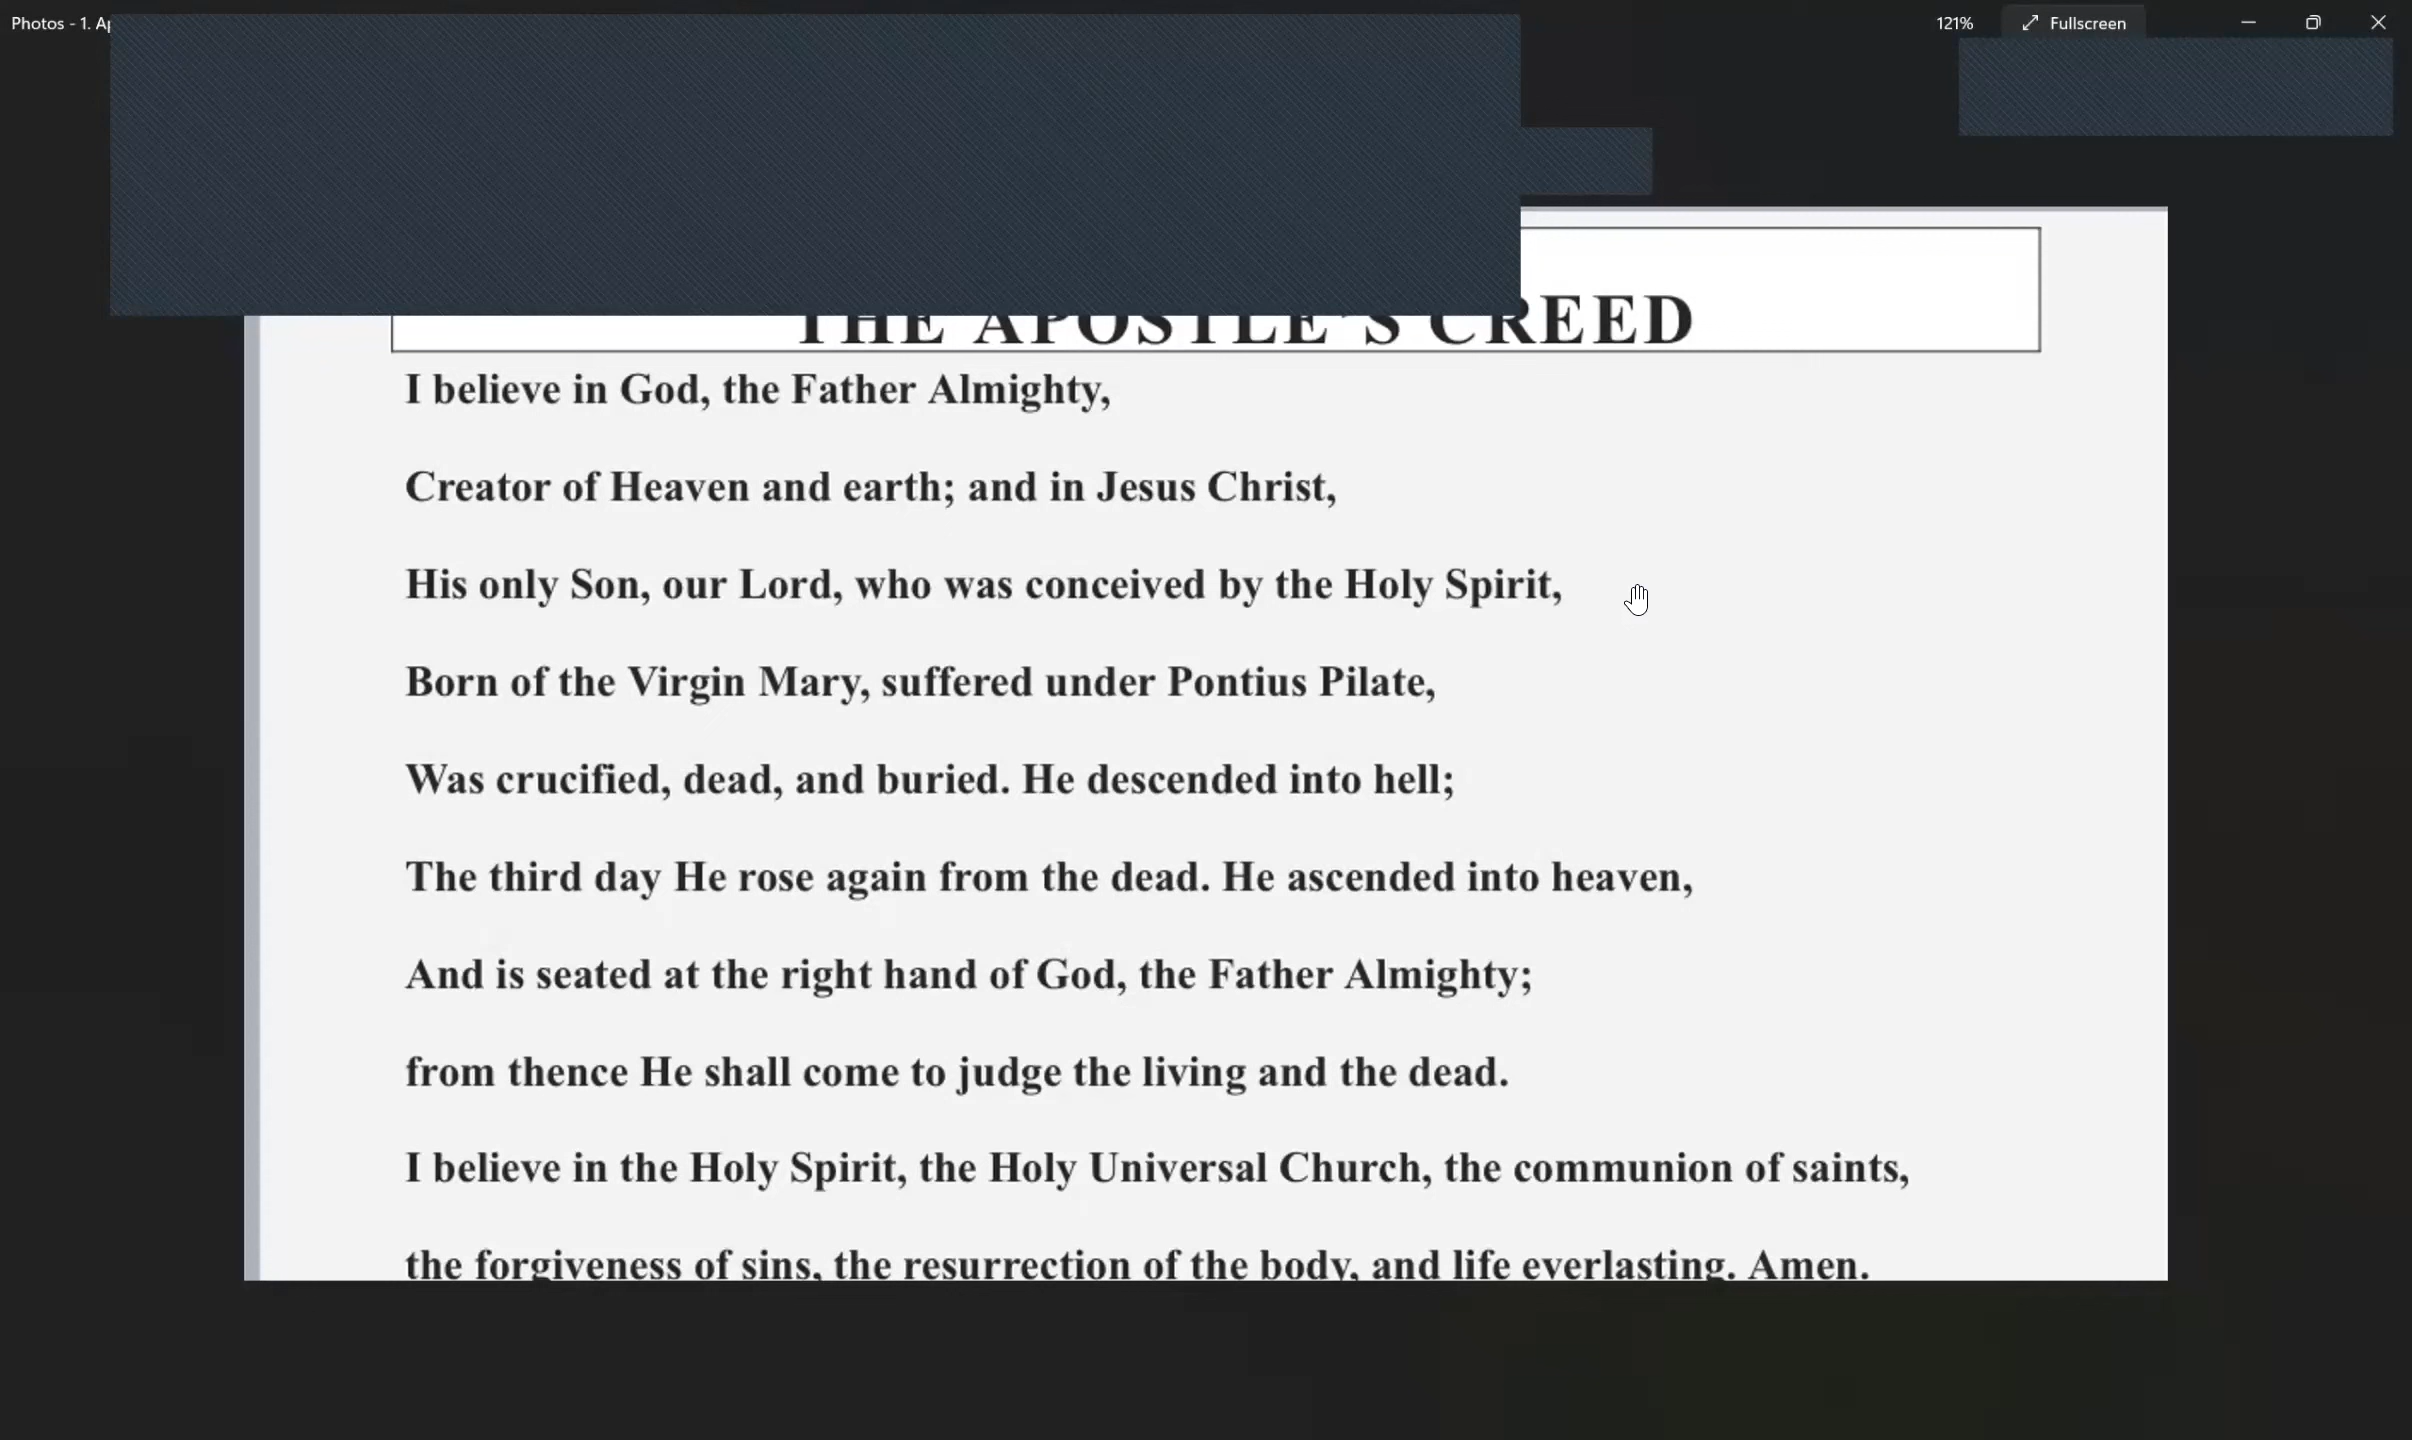 Photos - 1. Ap
121%
Fullscreen
THE APOSTLE'S CREED
I believe in God, the Father Almighty,
Creator of Heaven and earth; and in Jesus Christ,
His only Son, our Lord, who was conceived by the Holy Spirit,
Born of the Virgin Mary, suffered under Pontius Pilate,
Was crucified, dead, and buried. He descended into hell;
The third day He rose again from the dead. He ascended into heaven,
And is seated at the right hand of God, the Father Almighty;
from thence He shall come to judge the living and the dead.
I believe in the Holy Spirit, the Holy Universal Church, the communion of saints,
the forgiveness of sins, the resurrection of the body, and life everlasting. Amen.